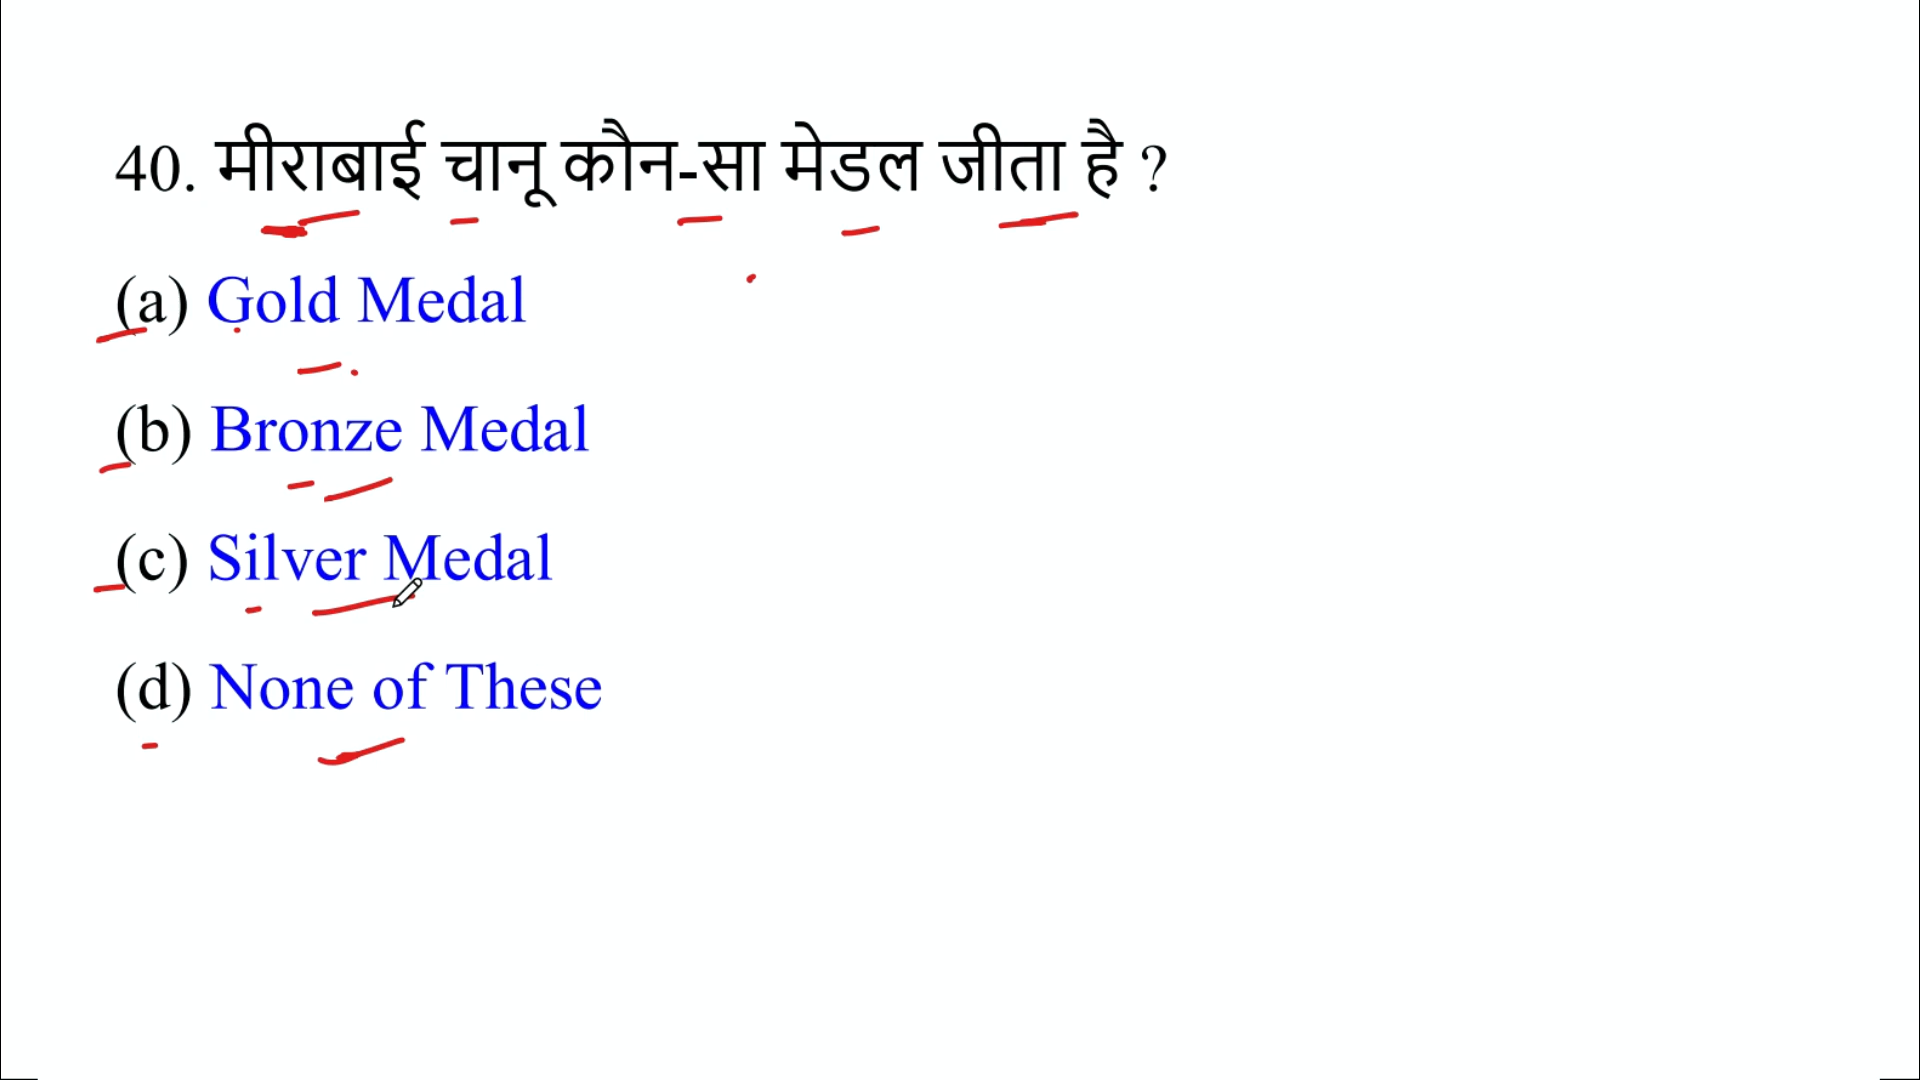 40. मीराबाई चानू कौन-सा मेडल जीता है ?
(a) Gold Medal
(b) Bronze Medal
(c) Silver Medal
(d) None of These